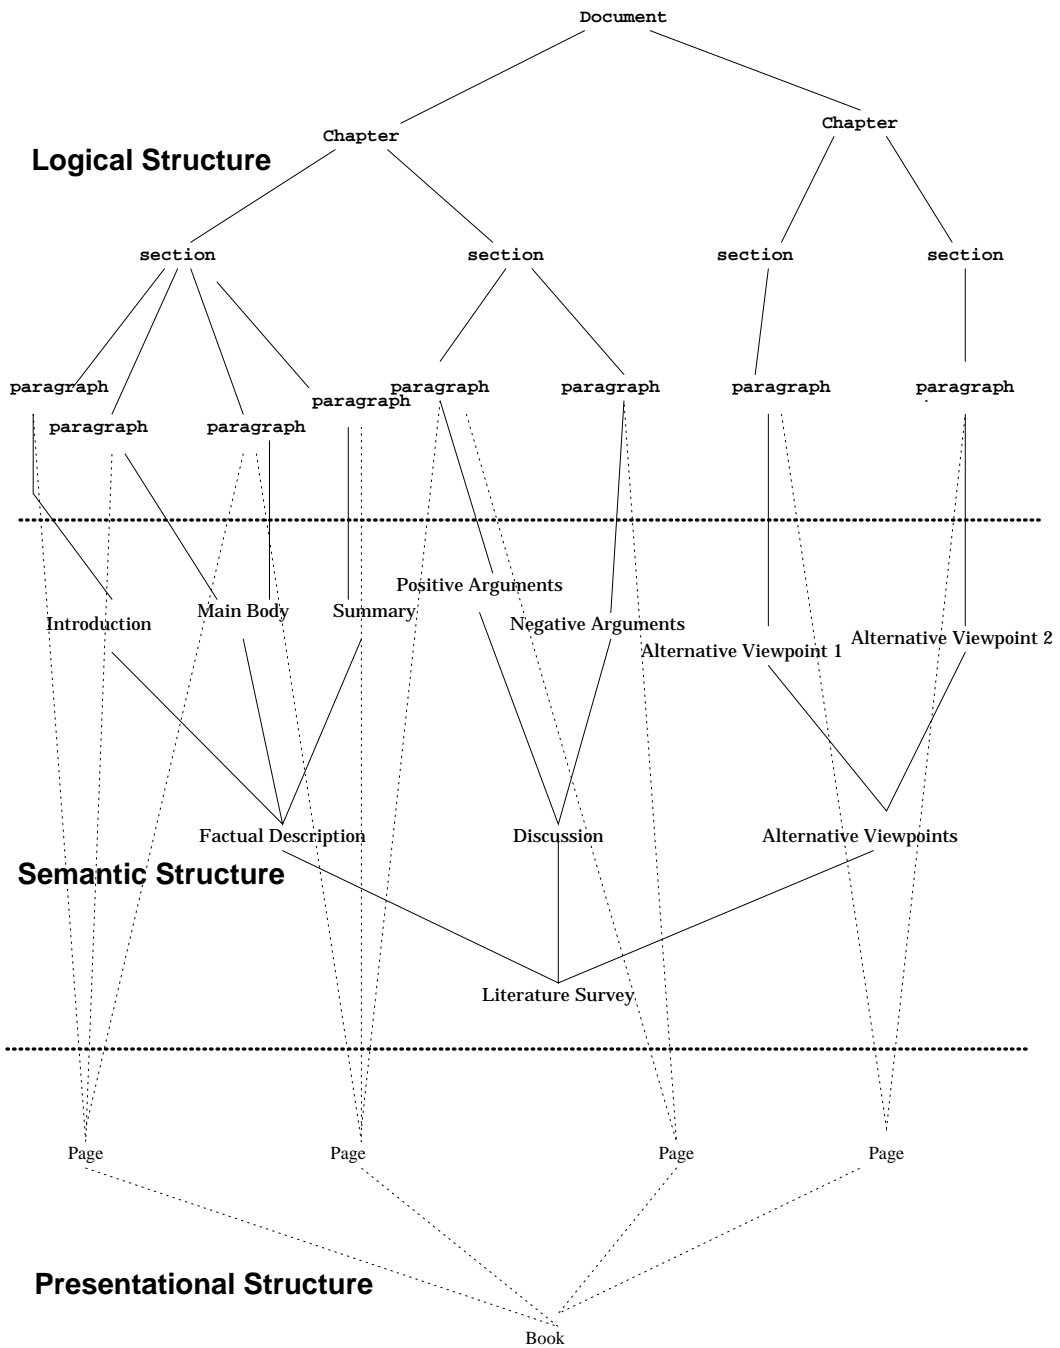 Document
Chapter
Chapter
Logical Structure
section
section
section
section
paragraph
paragraph
paragraph
paragraph
paragraph
paragraph
paragraph
paragraph
Positive Arguments
Introduction
Main Body
Summary
Negative Arguments
Alternative Viewpoint 1
Alternative Viewpoint 2
Factual Description
Discussion
Alternative Viewpoints
Semantic Structure
Literature Survey
Page
Page
Page
Page
Presentational Structure
Book